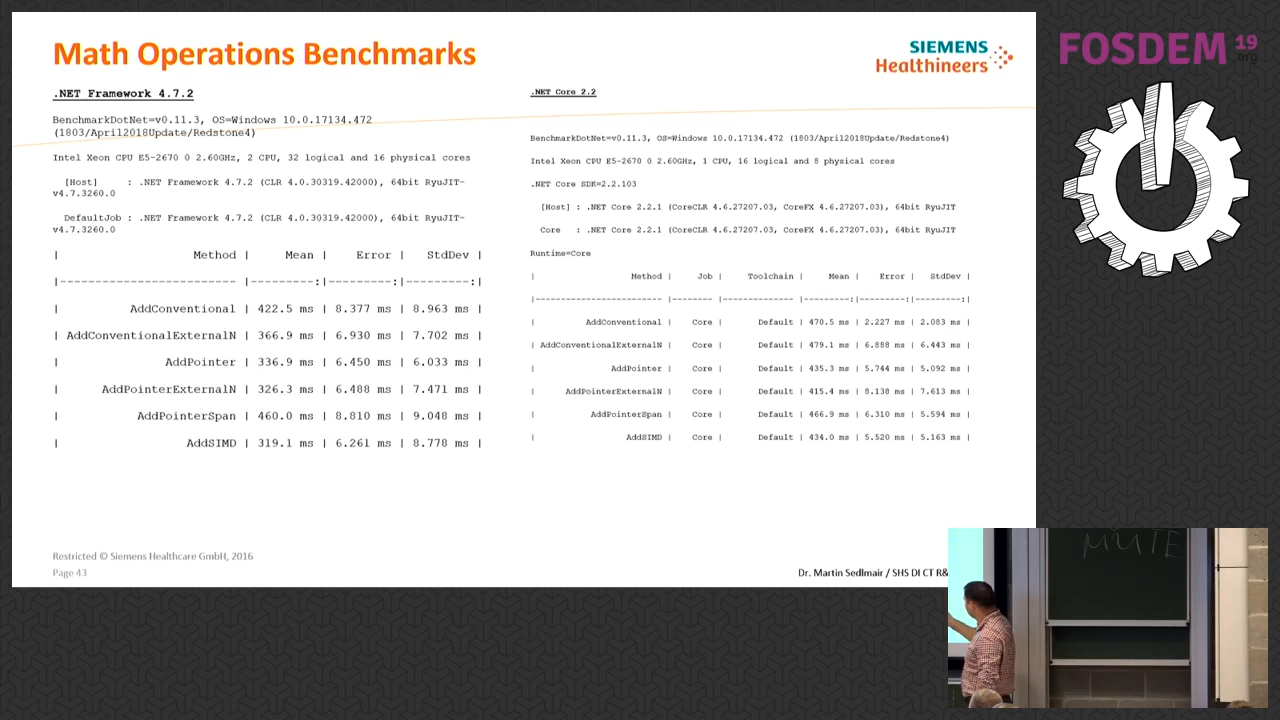 Math Operations Benchmarks
SIEMENS
Healthineers
.NET Framework 4.7.2
BenchmarkDotNet=v0.11.3, OS=Windows 10.0.17134.472
(1803/April2018Update/Redstone4)
Intel Xeon CPU E5-2670 0 2.60GHz, 2 CPU, 32 logical and 16 physical cores
[Host]     : .NET Framework 4.7.2 (CLR 4.0.30319.42000), 64bit RyuJIT-
v4.7.3260.0
DefaultJob : .NET Framework 4.7.2 (CLR 4.0.30319.42000), 64bit RyuJIT-
v4.7.3260.0
| Method | Mean | Error | StdDev |
|------------------------- |---------:|---------:|---------:|
| AddConventional | 422.5 ms | 8.377 ms | 8.963 ms |
| AddConventionalExternalN | 366.9 ms | 6.930 ms | 7.702 ms |
| AddPointer | 336.9 ms | 6.450 ms | 6.033 ms |
| AddPointerExternalN | 326.3 ms | 6.488 ms | 7.471 ms |
| AddPointerSpan | 460.0 ms | 8.810 ms | 9.048 ms |
| AddSIMD | 319.1 ms | 6.261 ms | 8.778 ms |
.NET Core 2.2
BenchmarkDotNet=v0.11.3, OS=Windows 10.0.17134.472 (1803/April2018Update/Redstone4)
Intel Xeon CPU E5-2670 0 2.60GHz, 1 CPU, 16 logical and 8 physical cores
.NET Core SDK=2.2.103
[Host] : .NET Core 2.2.1 (CoreCLR 4.6.27207.03, CoreFX 4.6.27207.03), 64bit RyuJIT
Core   : .NET Core 2.2.1 (CoreCLR 4.6.27207.03, CoreFX 4.6.27207.03), 64bit RyuJIT
Runtime=Core
| Method | Job | Toolchain | Mean | Error | StdDev |
|------------------------- |-------- |-------------- |---------:|---------:|---------:|
| AddConventional | Core | Default | 470.5 ms | 2.227 ms | 2.083 ms |
| AddConventionalExternalN | Core | Default | 479.1 ms | 6.888 ms | 6.443 ms |
| AddPointer | Core | Default | 435.3 ms | 5.744 ms | 5.092 ms |
| AddPointerExternalN | Core | Default | 415.4 ms | 8.138 ms | 7.613 ms |
| AddPointerSpan | Core | Default | 466.9 ms | 6.310 ms | 5.594 ms |
| AddSIMD | Core | Default | 434.0 ms | 5.520 ms | 5.163 ms |
Restricted © Siemens Healthcare GmbH, 2016
Page 43
Dr. Martin Sedlmair / SHS DI CT R&
FOSDEM 19
.org
MUTE